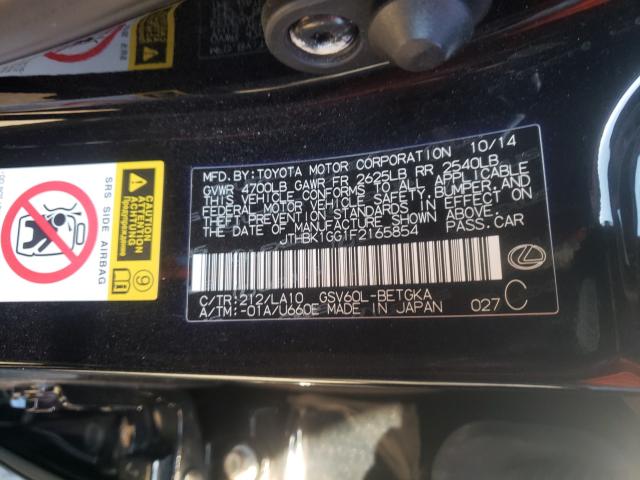 MFD. BY: TOYOTA MOTOR CORPORATION 10/14
GVWR 4700LB GAWR FR 2625LB RR 2540LB
THIS VEHICLE CONFORMS TO ALL APPLICABLE
FEDERAL MOTOR VEHICLE SAFETY, BUMPER, AND
THEFT PREVENTION STANDARDS IN EFFECT ON
THE DATE OF MANUFACTURE SHOWN ABOVE.
JTHBK1GG1F2165854 PASS. CAR
C/TR: 212/LA10 GSV60L-BETGKA
A/TM: -01A/U660E MADE IN JAPAN 027 C
CAUTION
ATTENTION
SRS SIDE AIRBAG
9